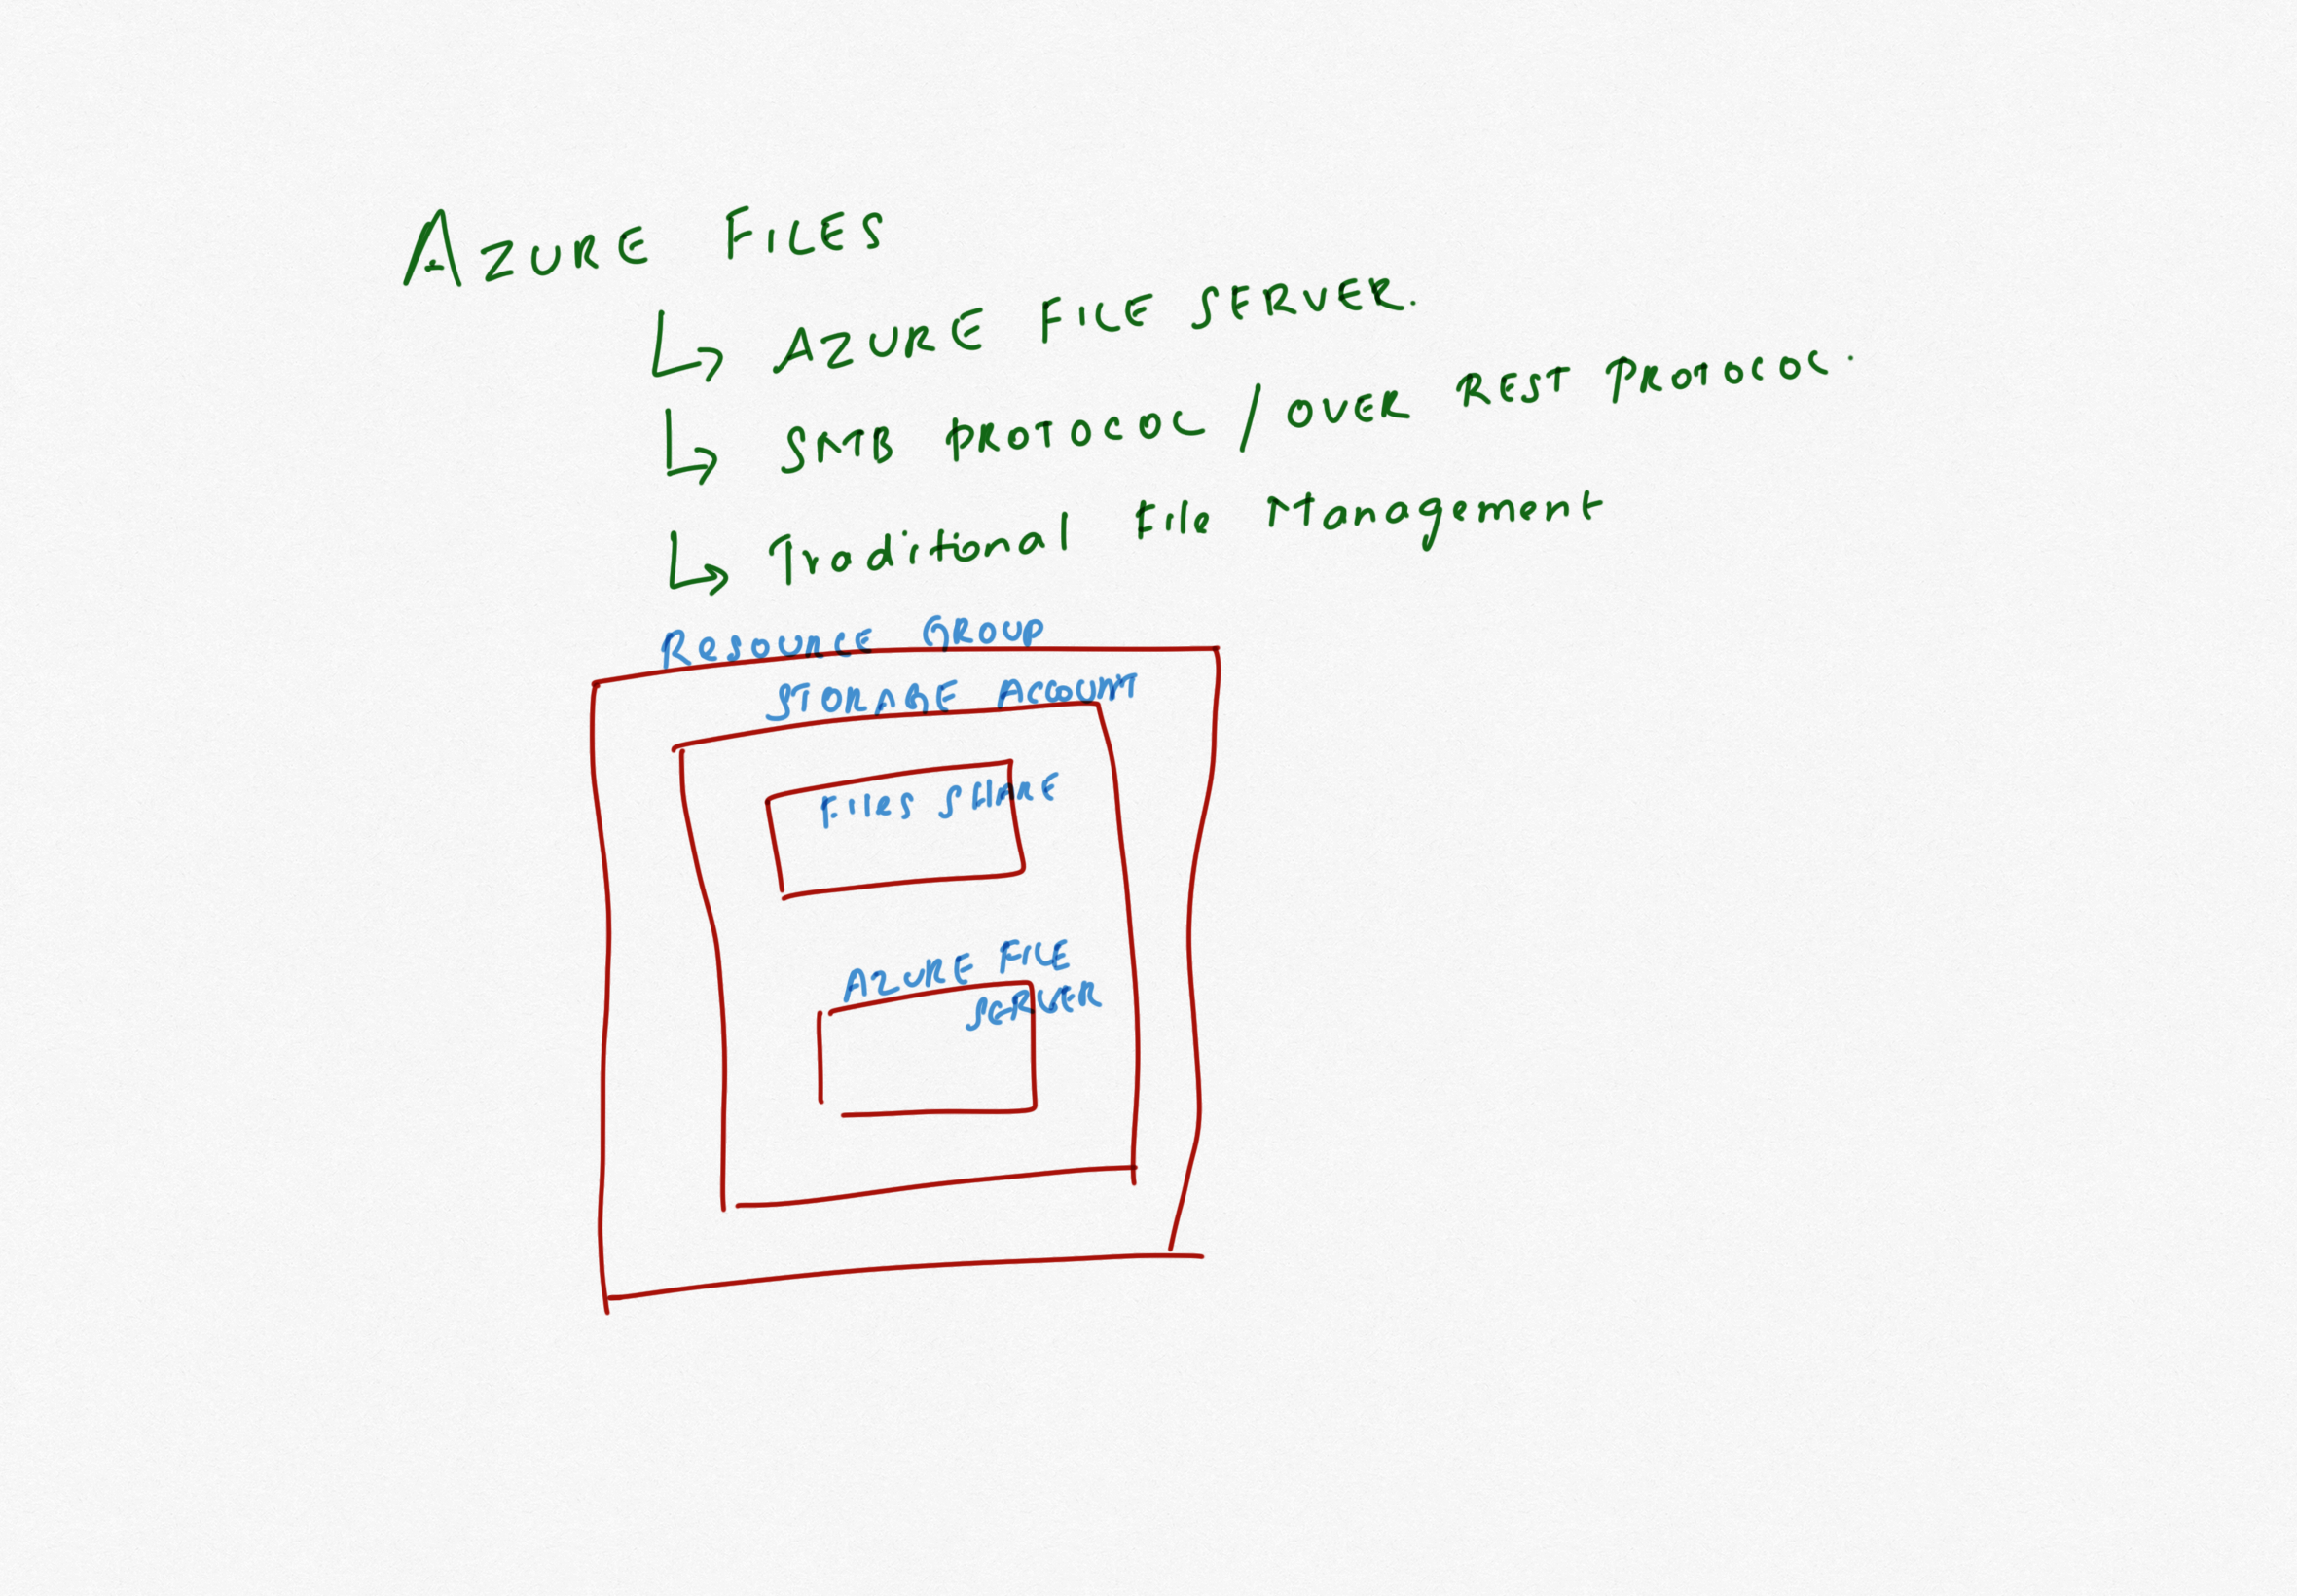 AZURE FILES
AZURE FILE SERVER.
SMB PROTOCOL / OVER REST PROTOCOL.
Traditional File Management
RESOURCE GROUP
STORAGE ACCOUNT
FILES SHARE
AZURE FILE
SERVER